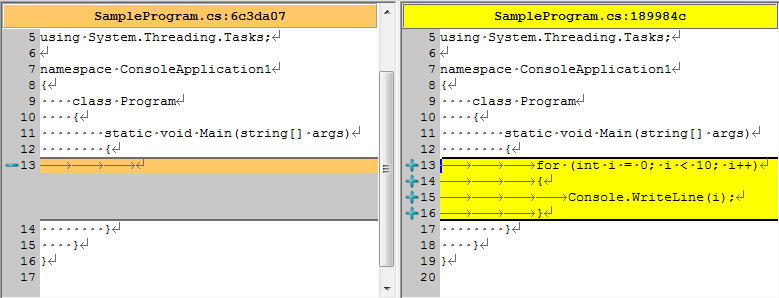 SampleProgram.cs:6c3da07
5 using System.Threading.Tasks;
6
7 namespace ConsoleApplication1
8 {
9     class Program
10     {
11         static void Main(string[] args)
12         {
13
14         }
15     }
16 }
17
SampleProgram.cs:189984c
5 using System.Threading.Tasks;
6
7 namespace ConsoleApplication1
8 {
9     class Program
10     {
11         static void Main(string[] args)
12         {
13             for (int i = 0; i < 10; i++)
14             {
15                 Console.WriteLine(i);
16             }
17         }
18     }
19 }
20